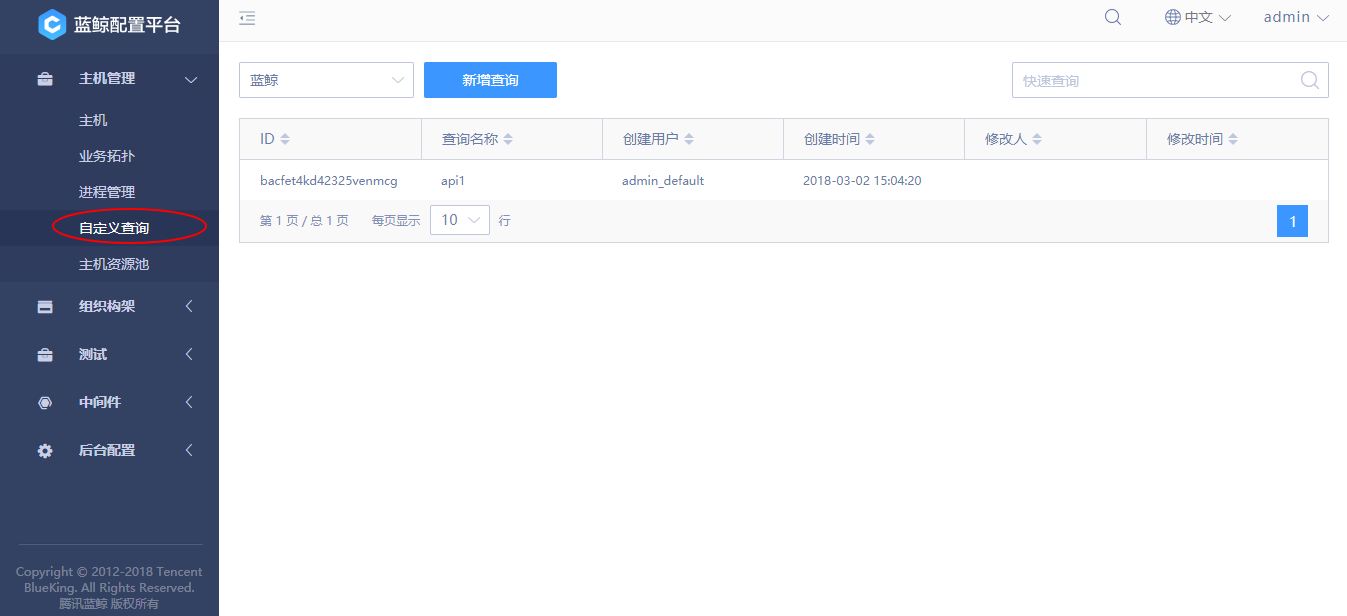 蓝鲸配置平台
主机管理
主机
业务拓扑
进程管理
自定义查询
主机资源池
组织构架
测试
中间件
后台配置
Copyright © 2012-2018 Tencent
BlueKing. All Rights Reserved.
腾讯蓝鲸 版权所有
中文 admin
蓝鲸 新增查询 快速查询
ID 查询名称 创建用户 创建时间 修改人 修改时间
bacfet4kd42325venmcg api1 admin_default 2018-03-02 15:04:20
第 1 页 / 总 1 页 每页显示 10 行 1